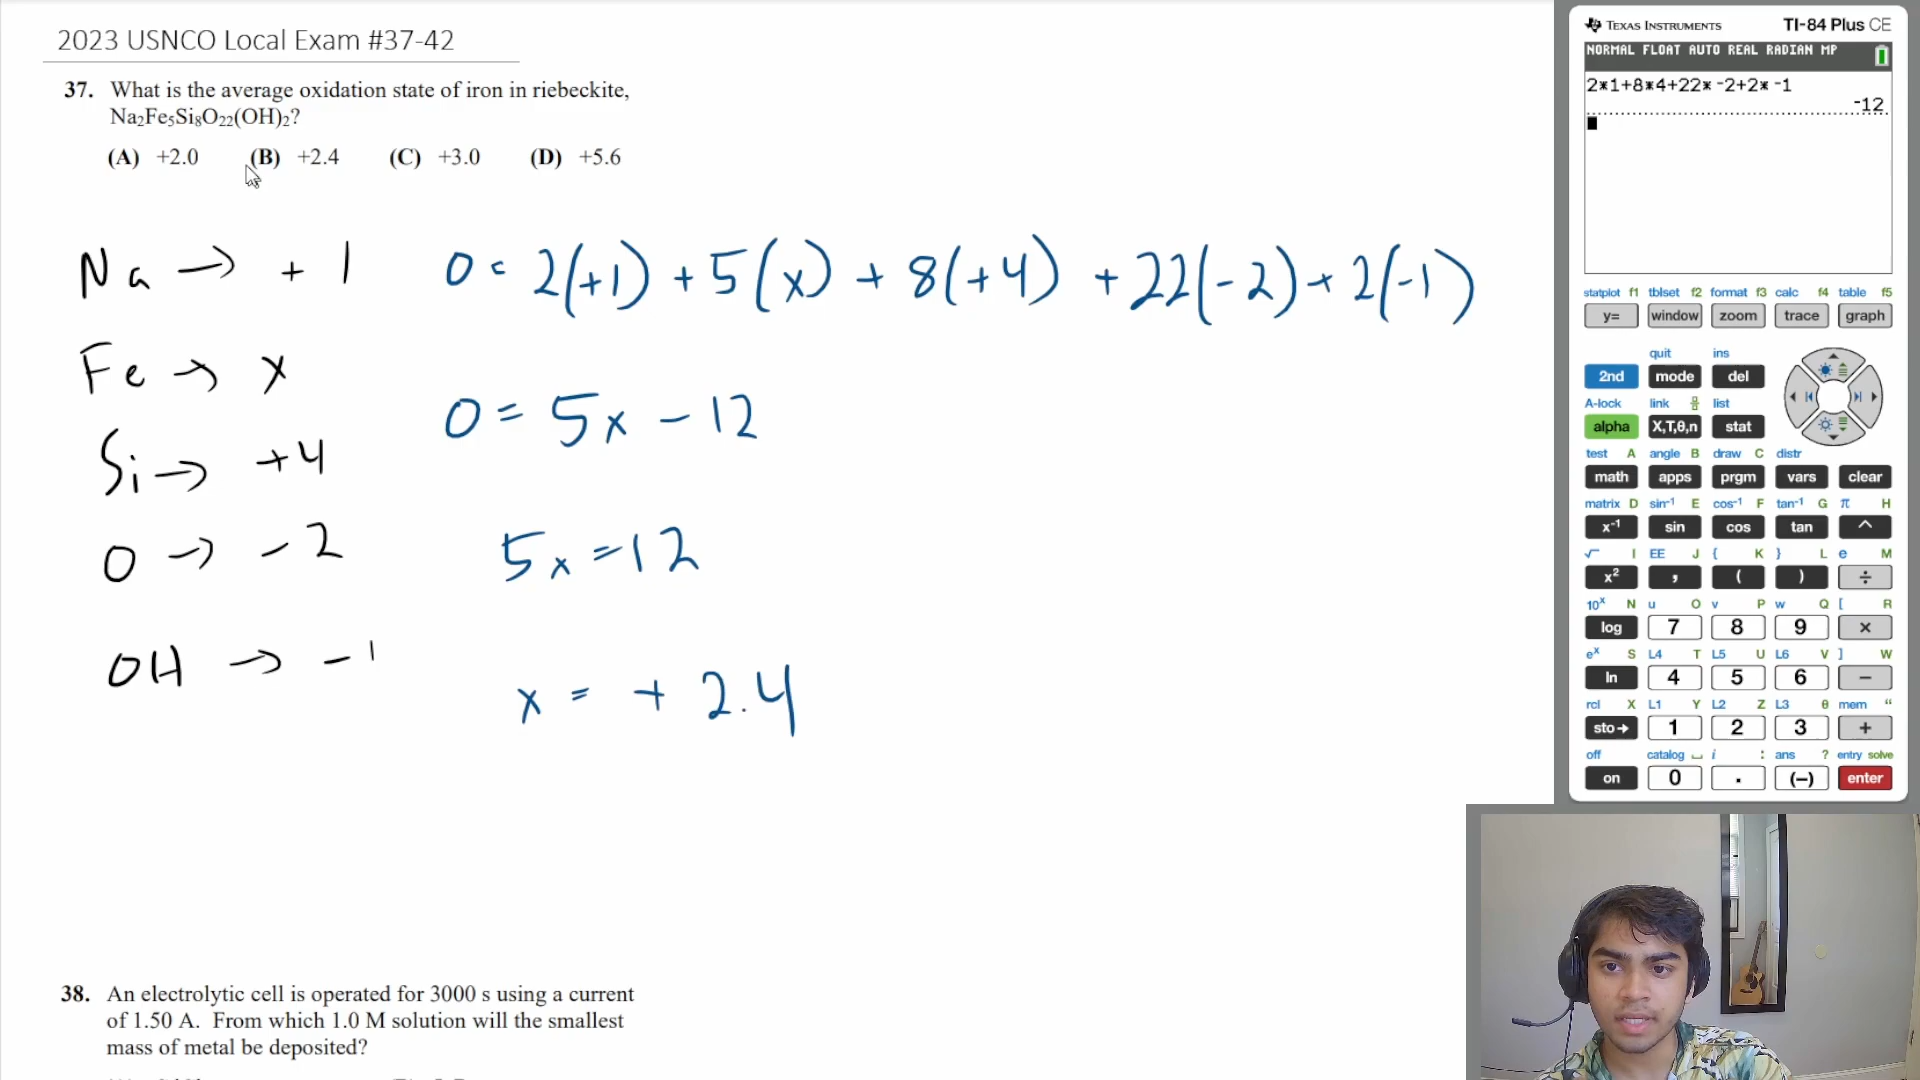 2023 USNCO Local Exam #37-42
37. What is the average oxidation state of iron in riebeckite,
Na₂Fe₅Si₈O₂₂(OH)₂?
(A) +2.0 (B) +2.4 (C) +3.0 (D) +5.6
Na → +1
Fe → x
Si → +4
O → -2
OH → -1
0 = 2(+1) + 5(x) + 8(+4) + 22(-2) + 2(-1)
0 = 5x - 12
5x = 12
x = +2.4
38. An electrolytic cell is operated for 3000 s using a current
of 1.50 A. From which 1.0 M solution will the smallest
mass of metal be deposited?
TEXAS INSTRUMENTS TI-84 Plus CE
NORMAL FLOAT AUTO REAL RADIAN MP
2*1+8*4+22*-2+2*-1
-12
statplot f1 tblset f2 format f3 calc f4 table f5
y= window zoom trace graph
quit ins
2nd mode del
A-lock link list
alpha X,T,θ,n stat
test A angle B draw C distr
math apps prgm vars clear
matrix D sin⁻¹ E cos⁻¹ F tan⁻¹ G π H
x⁻¹ sin cos tan ^
√ I EE J { K } L e M
x² , ( ) ÷
10ˣ N u O v P w Q [ R
log 7 8 9 ×
eˣ S L4 T L5 U L6 V ] W
ln 4 5 6 −
rcl X L1 Y L2 Z L3 θ mem "
sto→ 1 2 3 +
off catalog ⎵ i : ans ? entry solve
on 0 . (−) enter